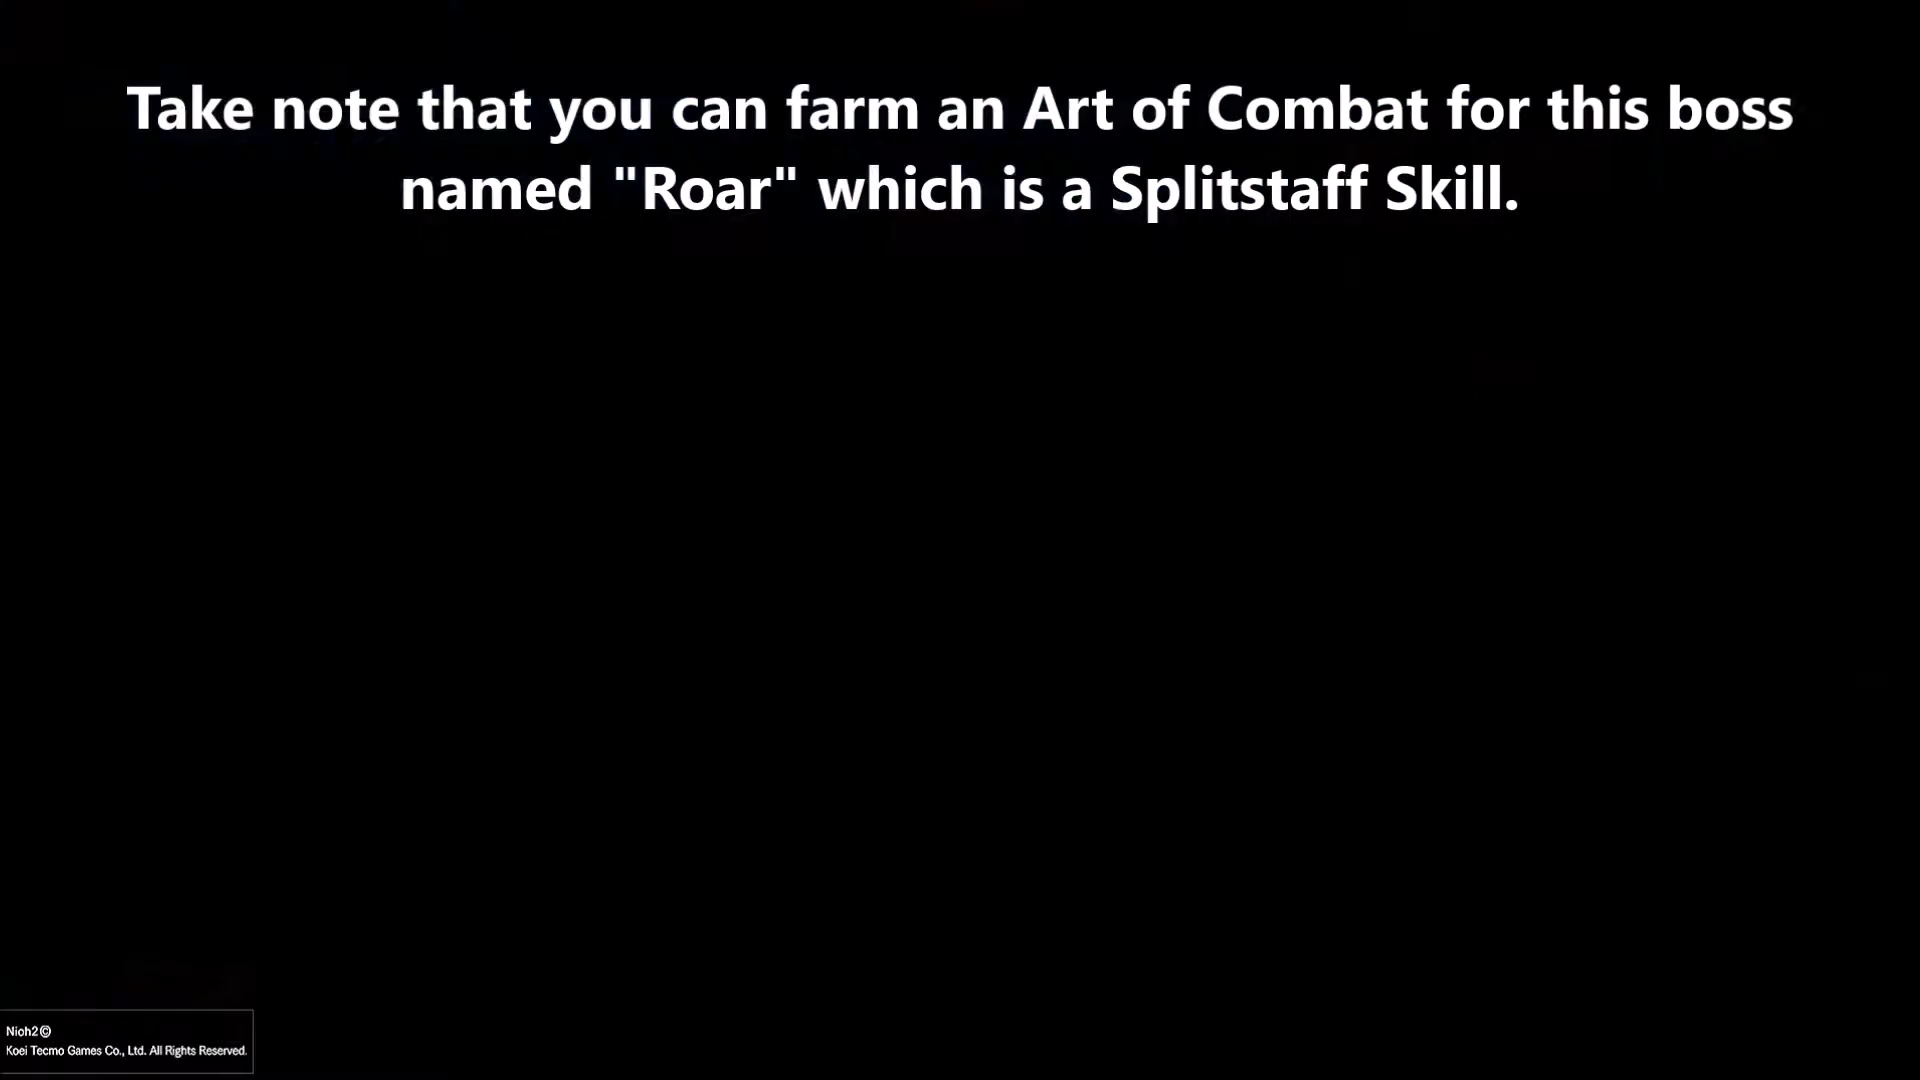 Take note that you can farm an Art of Combat for this boss
named "Roar" which is a Splitstaff Skill.
Nioh2©
Koei Tecmo Games Co., Ltd. All Rights Reserved.